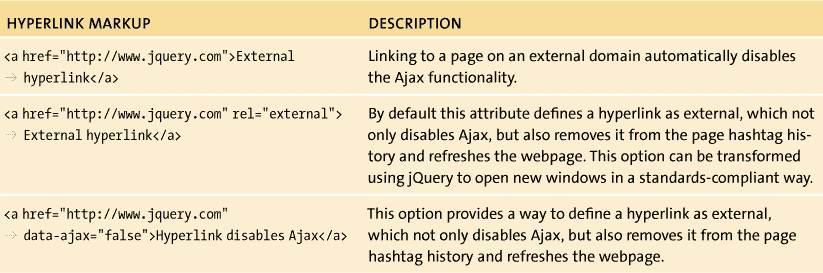 HYPERLINK MARKUP DESCRIPTION
<a href="http://www.jquery.com">External
→ hyperlink</a>
Linking to a page on an external domain automatically disables
the Ajax functionality.
<a href="http://www.jquery.com" rel="external">
→ External hyperlink</a>
By default this attribute defines a hyperlink as external, which not
only disables Ajax, but also removes it from the page hashtag his-
tory and refreshes the webpage. This option can be transformed
using jQuery to open new windows in a standards-compliant way.
<a href="http://www.jquery.com"
→ data-ajax="false">Hyperlink disables Ajax</a>
This option provides a way to define a hyperlink as external,
which not only disables Ajax, but also removes it from the page
hashtag history and refreshes the webpage.